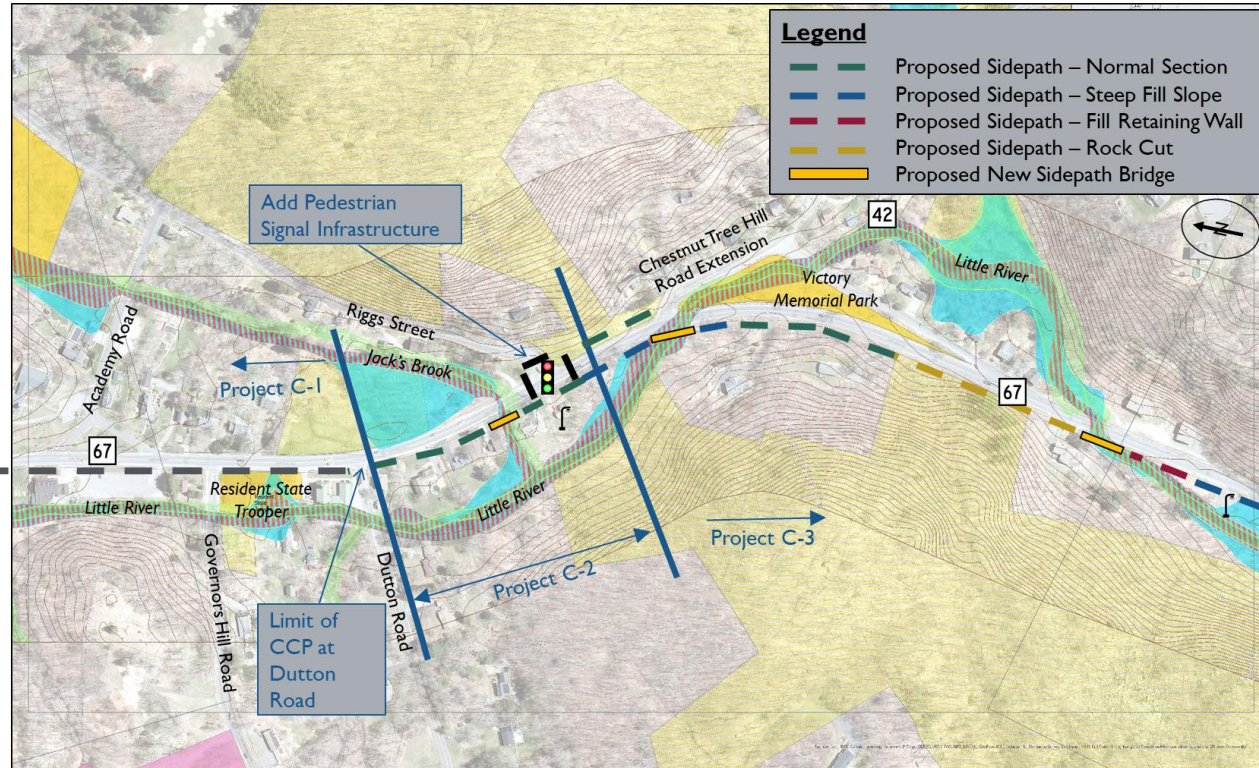 Legend
Proposed Sidepath – Normal Section
Proposed Sidepath – Steep Fill Slope
Proposed Sidepath – Fill Retaining Wall
Proposed Sidepath – Rock Cut
Proposed New Sidepath Bridge
N
Add Pedestrian
Signal Infrastructure
Chestnut Tree Hill
Road Extension
42
Little River
Victory
Memorial Park
Riggs Street
Academy Road
Jack's Brook
Project C-1
67
67
Resident State
Trooper
Little River
Little River
Project C-3
Project C-2
Governors Hill Road
Dutton Road
Limit of
CCP at
Dutton
Road